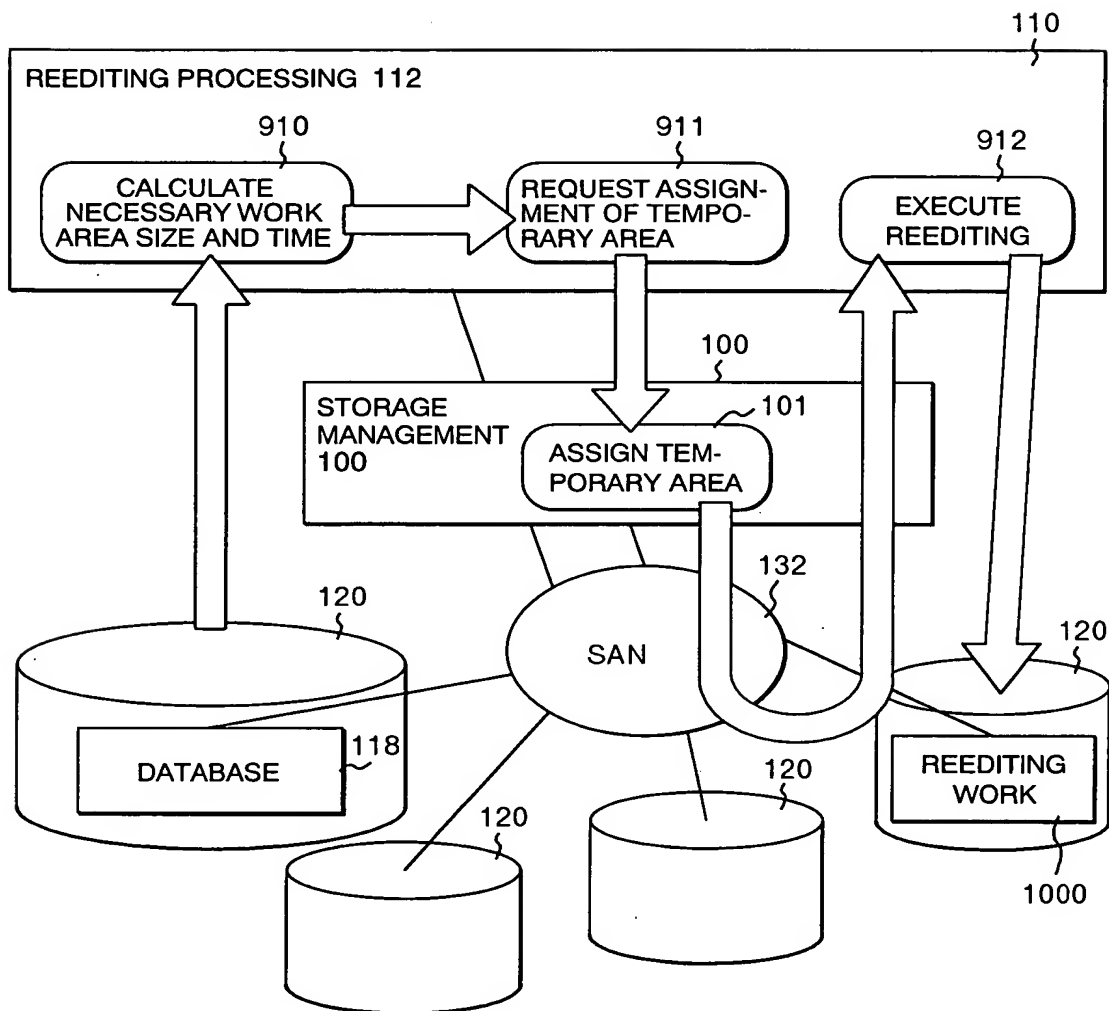 110
REEDITING PROCESSING 112
910
911
912
CALCULATE
NECESSARY WORK
AREA SIZE AND TIME
REQUEST ASSIGN-
MENT OF TEMPO-
RARY AREA
EXECUTE
REEDITING
100
STORAGE
MANAGEMENT
100
101
ASSIGN TEM-
PORARY AREA
132
SAN
120
118
DATABASE
120
120
120
REEDITING
WORK
1000